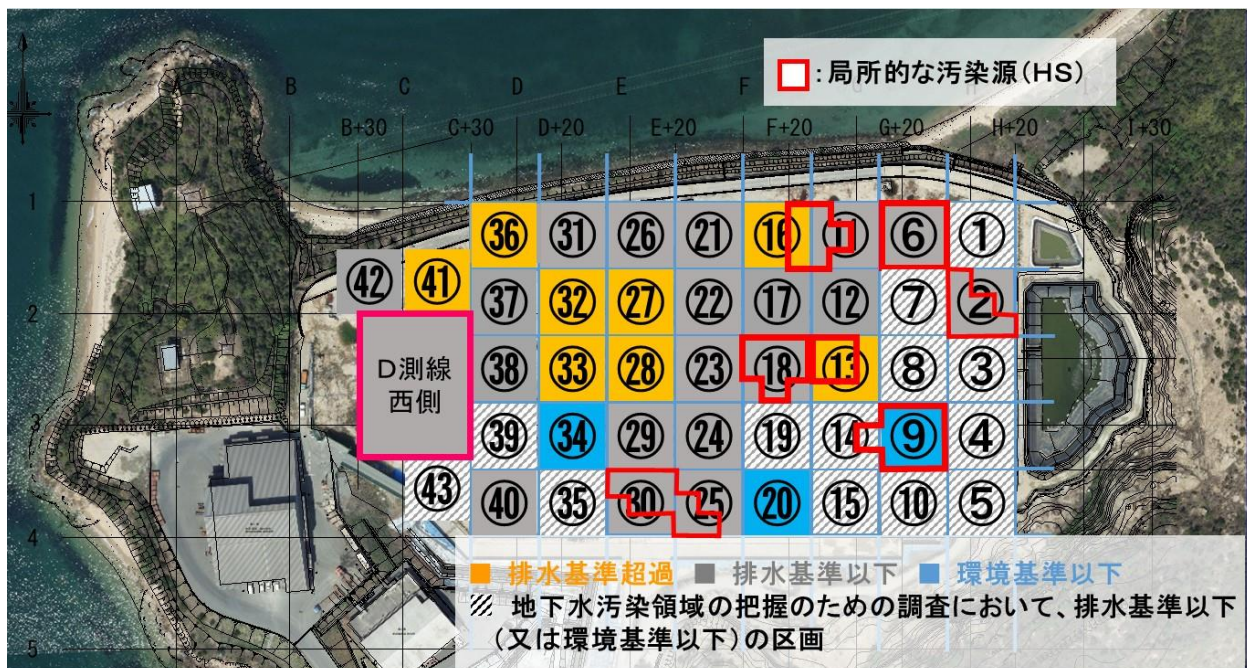 ：局所的な汚染源(HS)
A B C D E F G H I
B+30 C+30 D+20 E+20 F+20 G+20 H+20 I+30
1
㊱ ㉛ ㉖ ㉑ ⑯ ⑪ ⑥ ①
㊷ ㊶ ㊲ ㉜ ㉗ ㉒ ⑰ ⑫ ⑦ ②
2
D測線
西側
㊳ ㉝ ㉘ ㉓ ⑱ ⑬ ⑧ ③
3
㊴ ㉞ ㉙ ㉔ ⑲ ⑭ ⑨ ④
㊸ ㊵ ㉟ ㉚ ㉕ ⑳ ⑮ ⑩ ⑤
4
排水基準超過 排水基準以下 環境基準以下
地下水汚染領域の把握のための調査において、排水基準以下
(又は環境基準以下)の区画
5